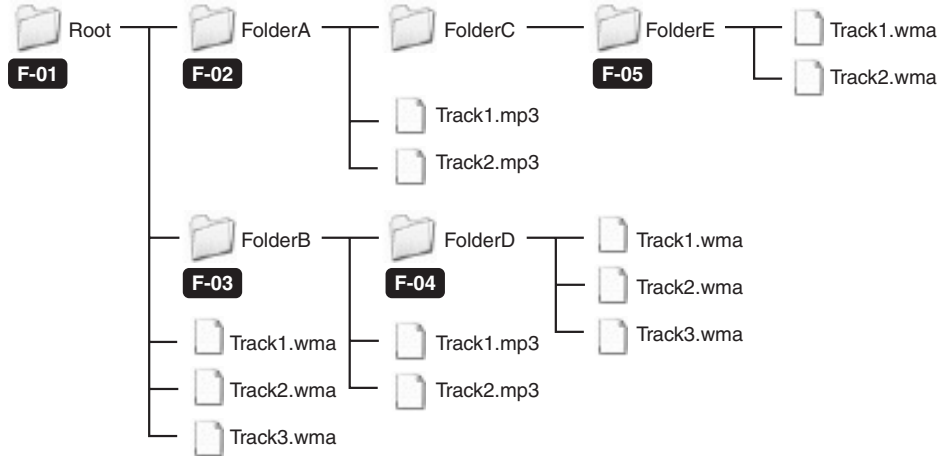 Root FolderA FolderC FolderE Track1.wma
F-01 F-02 F-05
Track2.wma
Track1.mp3
Track2.mp3
FolderB FolderD Track1.wma
F-03 F-04
Track2.wma
Track1.wma Track1.mp3 Track3.wma
Track2.wma Track2.mp3
Track3.wma